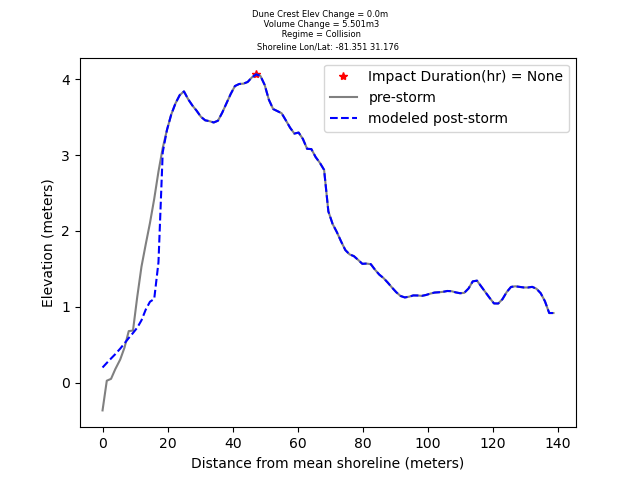 Dune Crest Elev Change = 0.0m
Volume Change = 5.501m3
Regime = Collision
Shoreline Lon/Lat: -81.351 31.176
Impact Duration(hr) = None
pre-storm
modeled post-storm
Elevation (meters)
4
3
2
1
0
0 20 40 60 80 100 120 140
Distance from mean shoreline (meters)